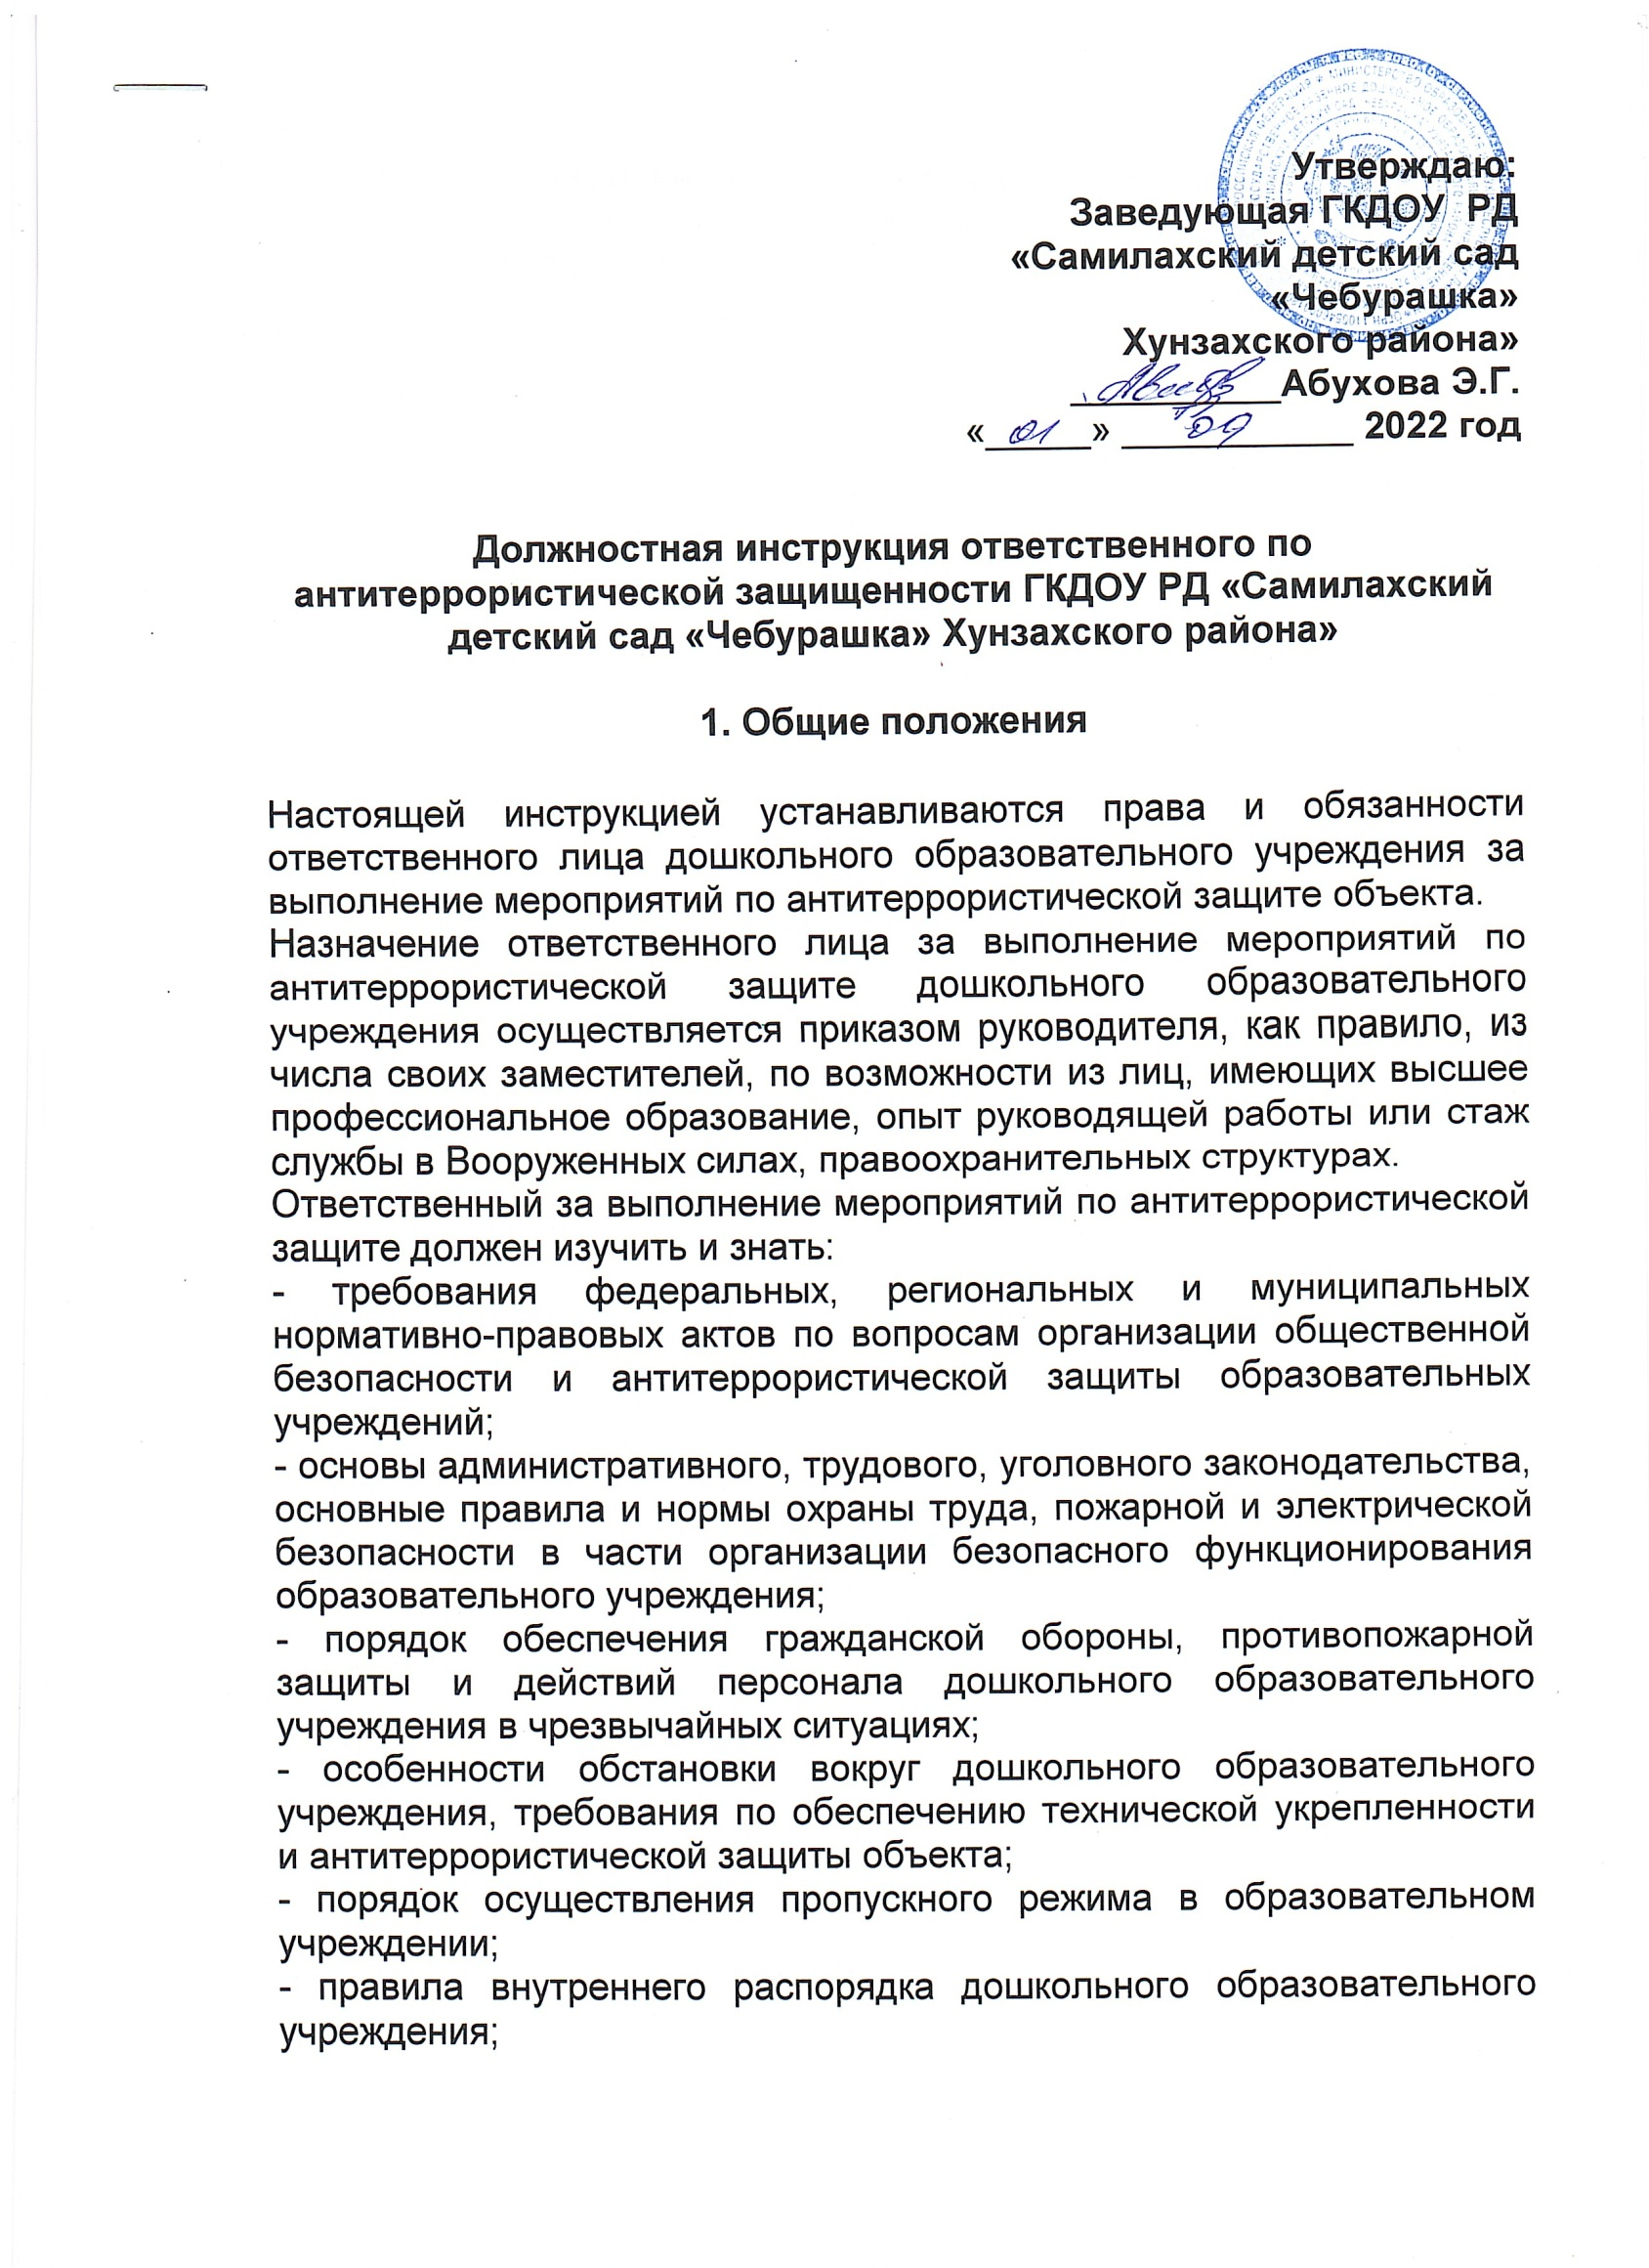 Утверждаю:
Заведующая ГКДОУ РД
«Самилахский детский сад
«Чебурашка»
Хунзахского района»
Абухова Э.Г.
«01» 09 2022 год
Должностная инструкция ответственного по
антитеррористической защищенности ГКДОУ РД «Самилахский
детский сад «Чебурашка» Хунзахского района»
1. Общие положения
Настоящей инструкцией устанавливаются права и обязанности
ответственного лица дошкольного образовательного учреждения за
выполнение мероприятий по антитеррористической защите объекта.
Назначение ответственного лица за выполнение мероприятий по
антитеррористической защите дошкольного образовательного
учреждения осуществляется приказом руководителя, как правило, из
числа своих заместителей, по возможности из лиц, имеющих высшее
профессиональное образование, опыт руководящей работы или стаж
службы в Вооруженных силах, правоохранительных структурах.
Ответственный за выполнение мероприятий по антитеррористической
защите должен изучить и знать:
- требования федеральных, региональных и муниципальных
нормативно-правовых актов по вопросам организации общественной
безопасности и антитеррористической защиты образовательных
учреждений;
- основы административного, трудового, уголовного законодательства,
основные правила и нормы охраны труда, пожарной и электрической
безопасности в части организации безопасного функционирования
образовательного учреждения;
- порядок обеспечения гражданской обороны, противопожарной
защиты и действий персонала дошкольного образовательного
учреждения в чрезвычайных ситуациях;
- особенности обстановки вокруг дошкольного образовательного
учреждения, требования по обеспечению технической укрепленности
и антитеррористической защиты объекта;
- порядок осуществления пропускного режима в образовательном
учреждении;
- правила внутреннего распорядка дошкольного образовательного
учреждения;